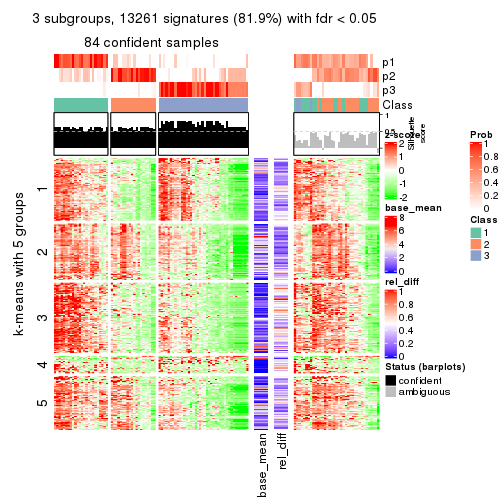 3 subgroups, 13261 signatures (81.9%) with fdr < 0.05
84 confident samples
p1
p2
p3
Class
1
0.5
Silhouette
score
k-means with 5 groups
1
2
3
4
5
base_mean
rel_diff
z-score
2
1
0
-1
-2
base_mean
8
6
4
2
0
rel_diff
1
0.8
0.6
0.4
0.2
0
Status (barplots)
confident
ambiguous
Prob
1
0.8
0.6
0.4
0.2
0
Class
1
2
3